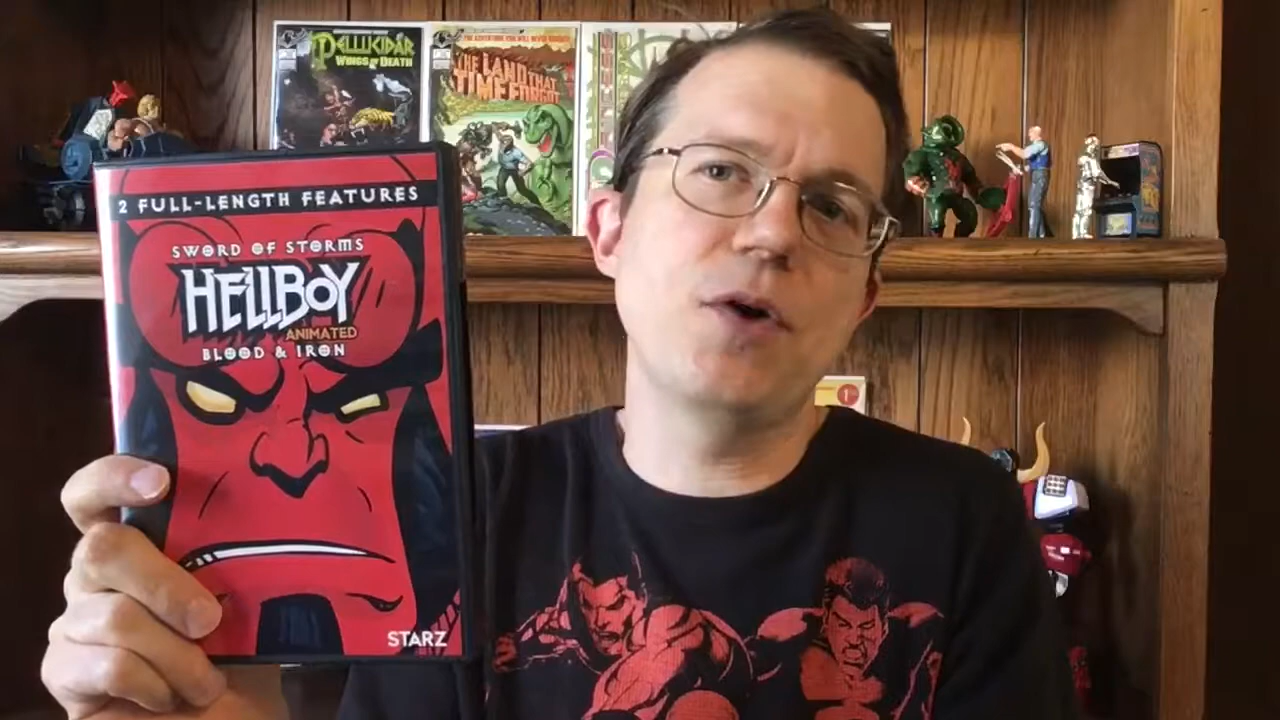 PELLUCIDAR
WINGS OF DEATH
THE LAND THAT
TIME FORGOT
2 FULL-LENGTH FEATURES
SWORD OF STORMS
HELLBOY
ANIMATED
BLOOD & IRON
STARZ